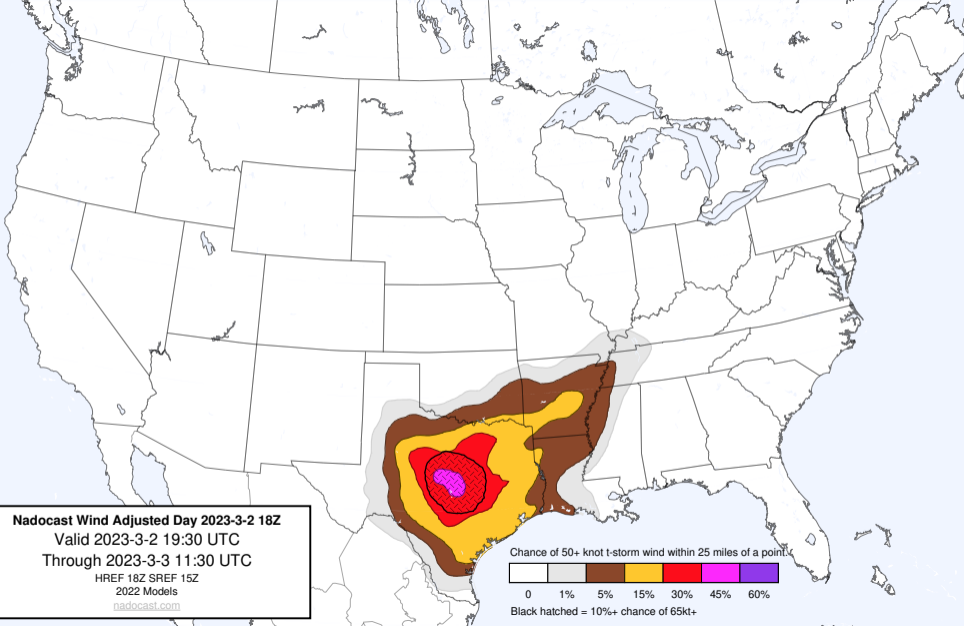 Nadocast Wind Adjusted Day 2023-3-2 18Z
Valid 2023-3-2 19:30 UTC
Through 2023-3-3 11:30 UTC
HREF 18Z SREF 15Z
2022 Models
nadocast.com
Chance of 50+ knot t-storm wind within 25 miles of a point.
0 1% 5% 15% 30% 45% 60%
Black hatched = 10%+ chance of 65kt+